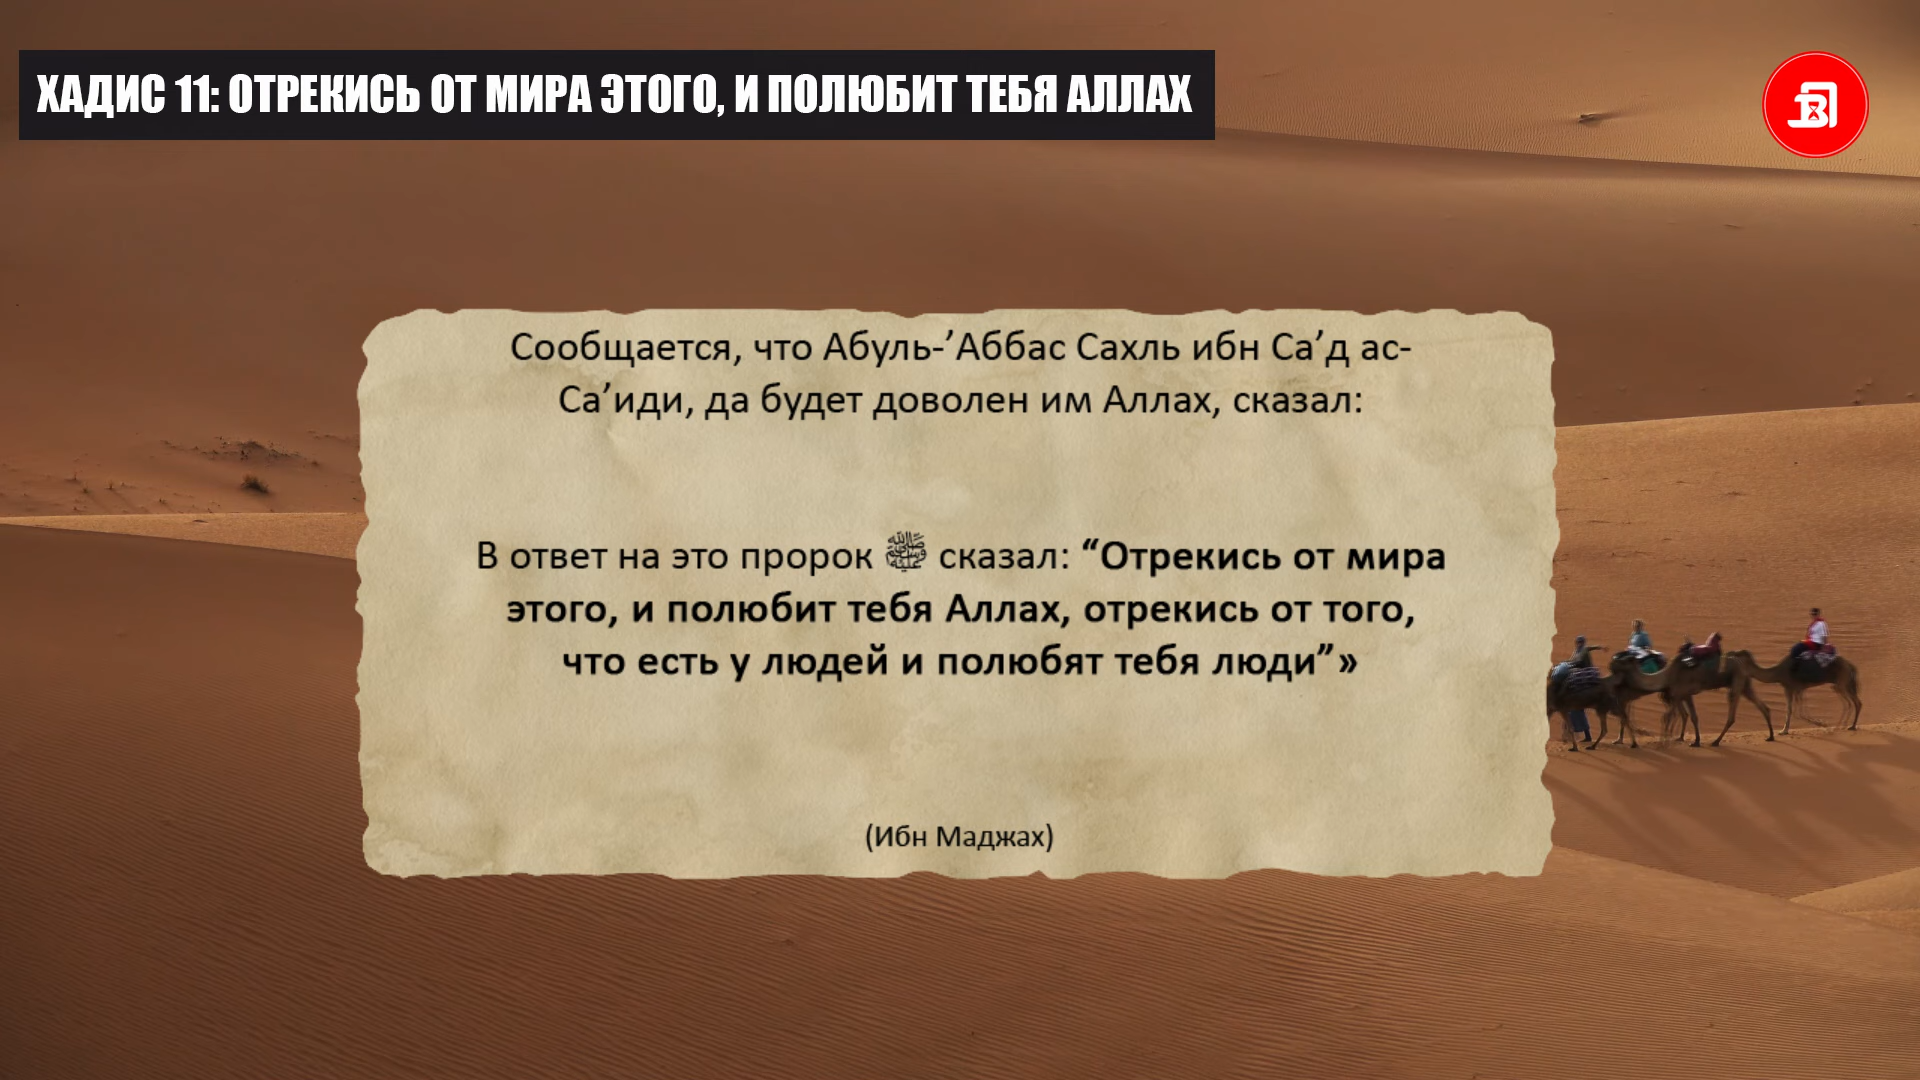 ХАДИС 11: ОТРЕКИСЬ ОТ МИРА ЭТОГО, И ПОЛЮБИТ ТЕБЯ АЛЛАХ
Сообщается, что Абуль-’Аббас Сахль ибн Са’д ас-
Са’иди, да будет доволен им Аллах, сказал:
В ответ на это пророк ﷺ сказал: “Отрекись от мира
этого, и полюбит тебя Аллах, отрекись от того,
что есть у людей и полюбят тебя люди”»
(Ибн Маджах)